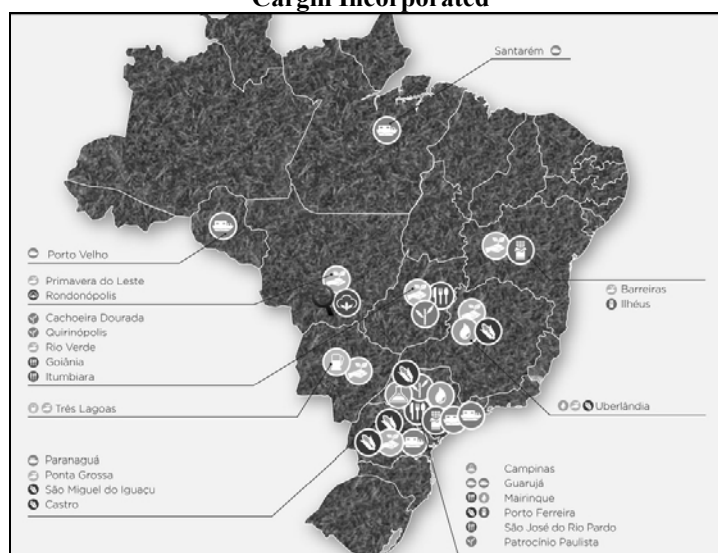 Cargill Incorporated
Santarém
Porto Velho
Primavera do Leste
Rondonópolis
Cachoeira Dourada
Quirinópolis
Rio Verde
Goiânia
Itumbiara
Três Lagoas
Paranaguá
Ponta Grossa
São Miguel do Iguaçu
Castro
Barreiras
Ilhéus
Uberlândia
Campinas
Guarujá
Mairinque
Porto Ferreira
São José do Rio Pardo
Patrocínio Paulista